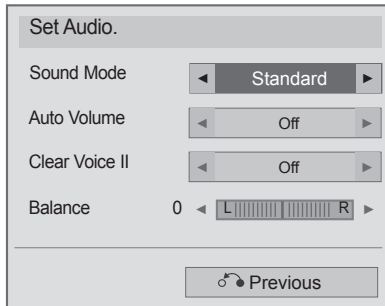 Set Audio.
Sound Mode ◄ Standard ►
Auto Volume ◄ Off ►
Clear Voice II ◄ Off ►
Balance 0 ◄ L R ►
Previous